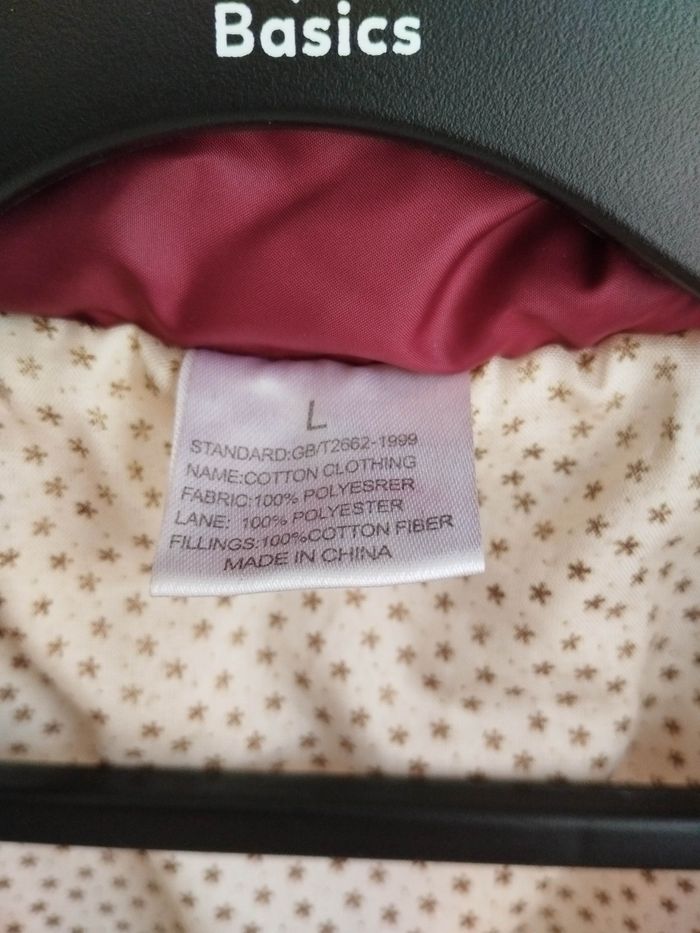 Basics
L
STANDARD:GB/T2662-1999
NAME:COTTON CLOTHING
FABRIC:100% POLYESRER
LANE: 100% POLYESTER
FILLINGS:100%COTTON FIBER
MADE IN CHINA